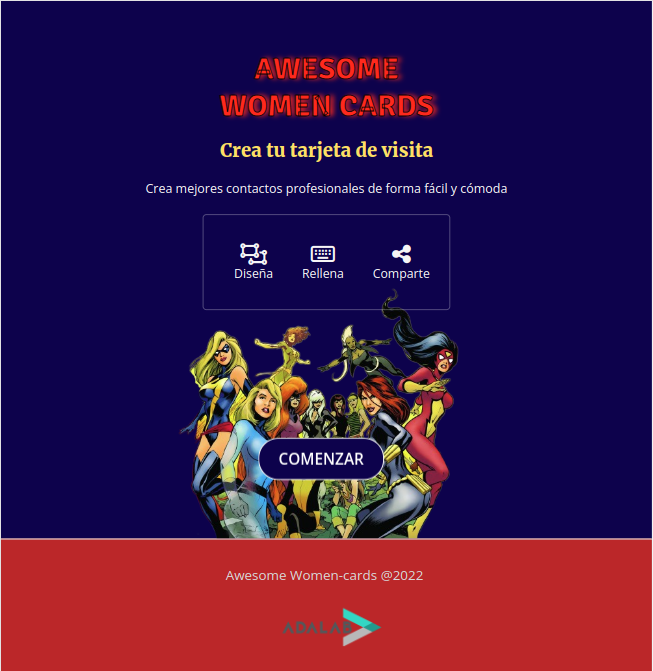 AWESOME
WOMEN CARDS
Crea tu tarjeta de visita
Crea mejores contactos profesionales de forma fácil y cómoda
Diseña Rellena Comparte
COMENZAR
Awesome Women-cards @2022
ADALAB